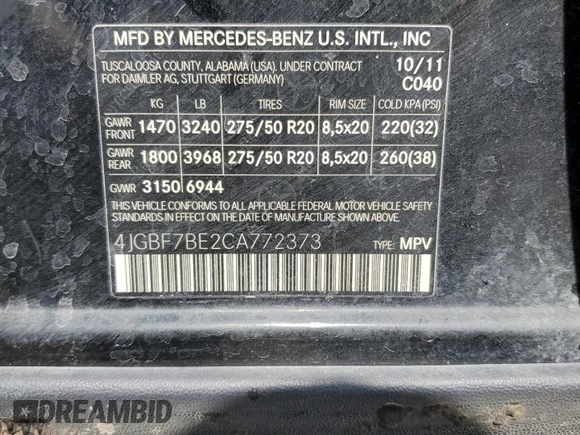 MFD BY MERCEDES-BENZ U.S. INTL., INC
TUSCALOOSA COUNTY, ALABAMA (USA). UNDER CONTRACT 10/11
FOR DAIMLER AG, STUTTGART (GERMANY) C040
KG LB TIRES RIM SIZE COLD KPA (PSI)
GAWR FRONT 1470 3240 275/50 R20 8,5x20 220(32)
GAWR REAR 1800 3968 275/50 R20 8,5x20 260(38)
GVWR 3150 6944
THIS VEHICLE CONFORMS TO ALL APPLICABLE FEDERAL MOTOR VEHICLE SAFETY
AND THEFT PREVENTION STANDARDS IN EFFECT ON THE DATE OF MANUFACTURE SHOWN ABOVE.
4JGBF7BE2CA772373 TYPE: MPV
DREAMBID